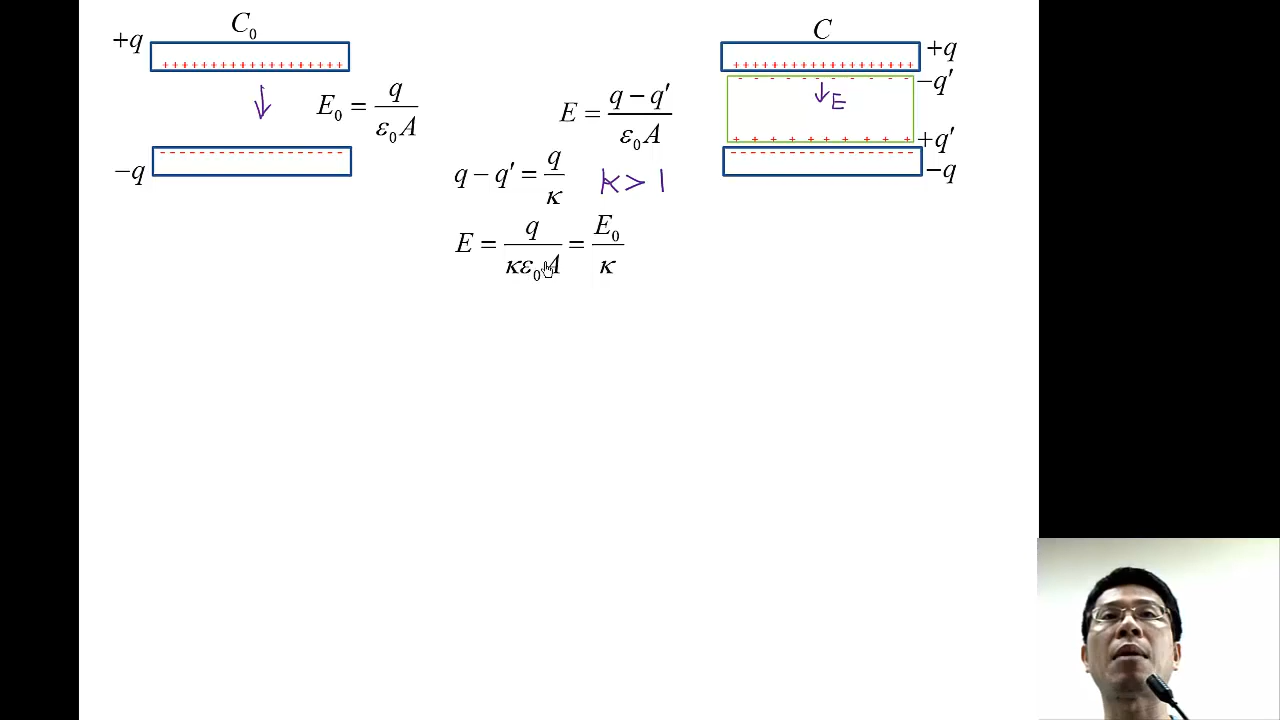 C₀
+q
E₀ = q / ε₀A
−q
E = (q − q′) / ε₀A
q − q′ = q / κ
κ > 1
E = q / κε₀A = E₀ / κ
C
+q
−q′
E
+q′
−q